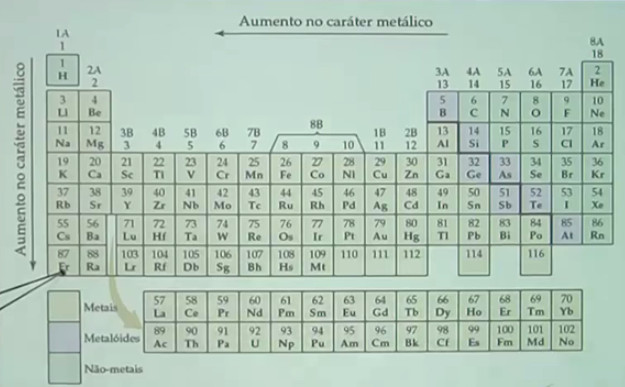 Aumento no caráter metálico
Aumento no caráter metálico
1A 8A
1 18
1 2A 3A 4A 5A 6A 7A 2
H 2 13 14 15 16 17 He
3 4 5 6 7 8 9 10
Li Be B C N O F Ne
11 12 3B 4B 5B 6B 7B 8B 1B 2B 13 14 15 16 17 18
Na Mg 3 4 5 6 7 8 9 10 11 12 Al Si P S Cl Ar
19 20 21 22 23 24 25 26 27 28 29 30 31 32 33 34 35 36
K Ca Sc Ti V Cr Mn Fe Co Ni Cu Zn Ga Ge As Se Br Kr
37 38 39 40 41 42 43 44 45 46 47 48 49 50 51 52 53 54
Rb Sr Y Zr Nb Mo Tc Ru Rh Pd Ag Cd In Sn Sb Te I Xe
55 56 71 72 73 74 75 76 77 78 79 80 81 82 83 84 85 86
Cs Ba Lu Hf Ta W Re Os Ir Pt Au Hg Tl Pb Bi Po At Rn
87 88 103 104 105 106 107 108 109 110 111 112 114 116
Fr Ra Lr Rf Db Sg Bh Hs Mt
Metais
57 58 59 60 61 62 63 64 65 66 67 68 69 70
La Ce Pr Nd Pm Sm Eu Gd Tb Dy Ho Er Tm Yb
Metalóides
89 90 91 92 93 94 95 96 97 98 99 100 101 102
Ac Th Pa U Np Pu Am Cm Bk Cf Es Fm Md No
Não-metais